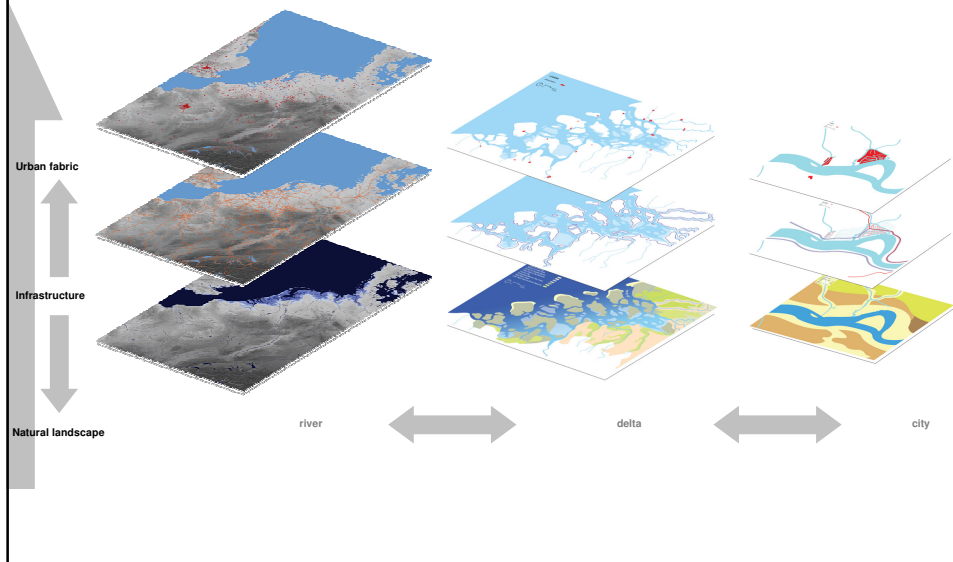 Urban fabric
Infrastructure
Natural landscape
river
delta
city